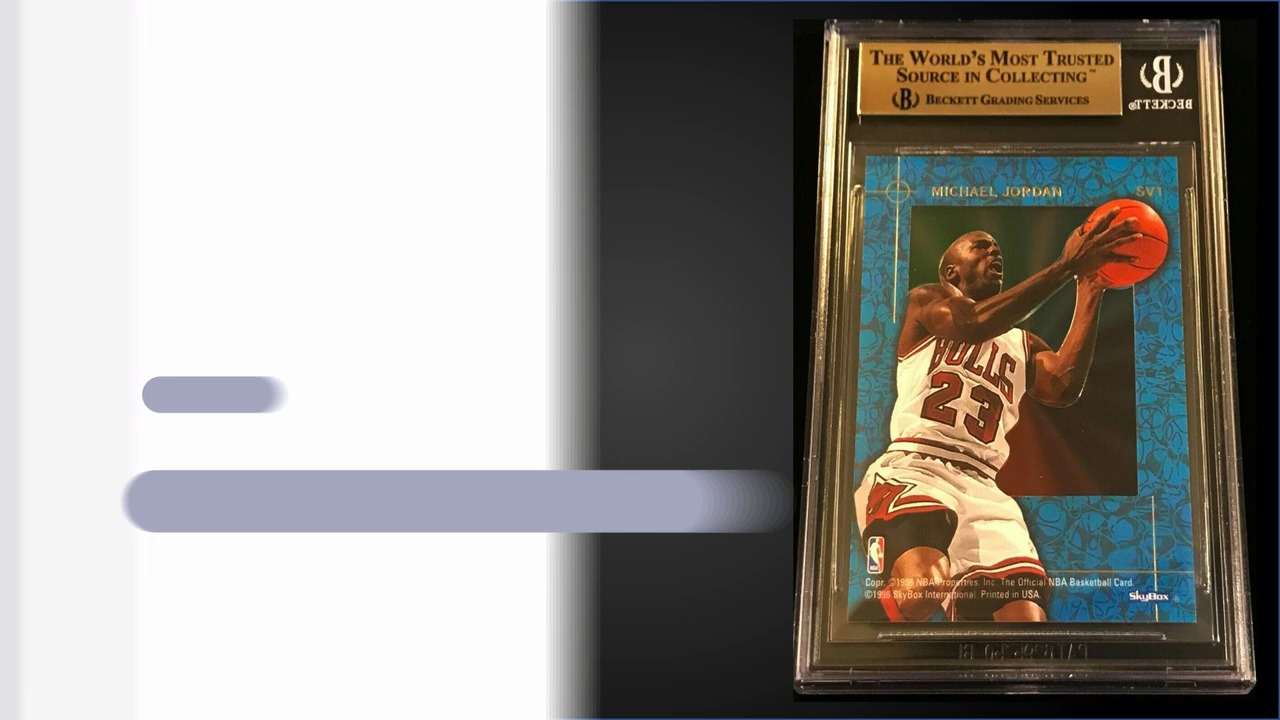 THE WORLD'S MOST TRUSTED
SOURCE IN COLLECTING™
BECKETT GRADING SERVICES
B
BECKETT®
MICHAEL JORDAN
SV1
BULLS
23
Copr. ©1996 NBA Properties, Inc. The Official NBA Basketball Card
©1996 SkyBox International. Printed in USA.
SkyBox